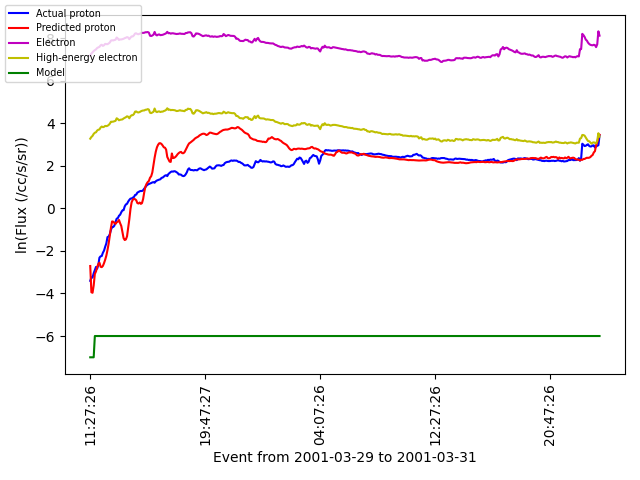 Actual proton
Predicted proton
Electron
High-energy electron
Model
8
6
4
2
0
−2
−4
−6
ln(Flux (/cc/s/sr))
11:27:26
19:47:27
04:07:26
12:27:26
20:47:26
Event from 2001-03-29 to 2001-03-31